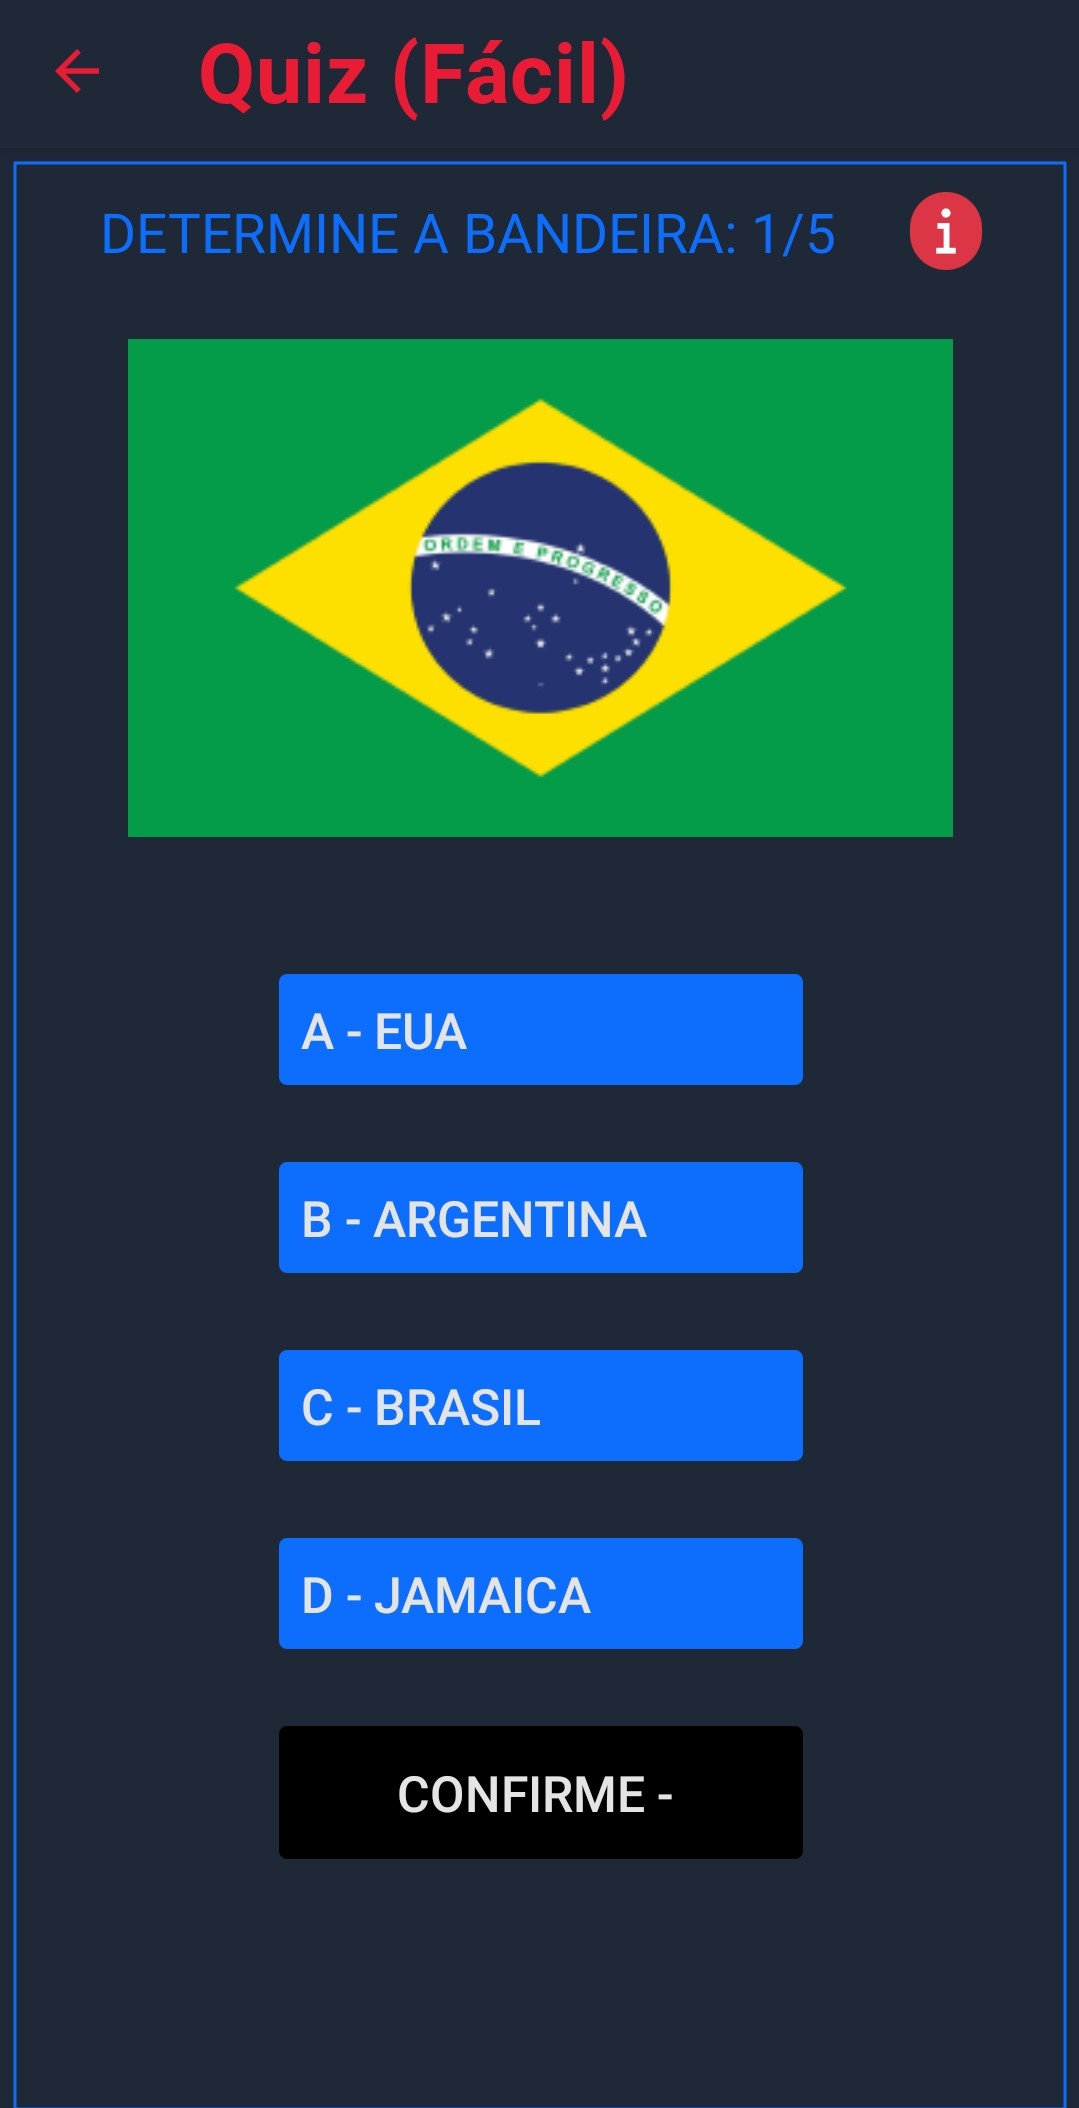 Quiz (Fácil)
DETERMINE A BANDEIRA: 1/5
i
ORDEM E PROGRESSO
A - EUA
B - ARGENTINA
C - BRASIL
D - JAMAICA
CONFIRME -